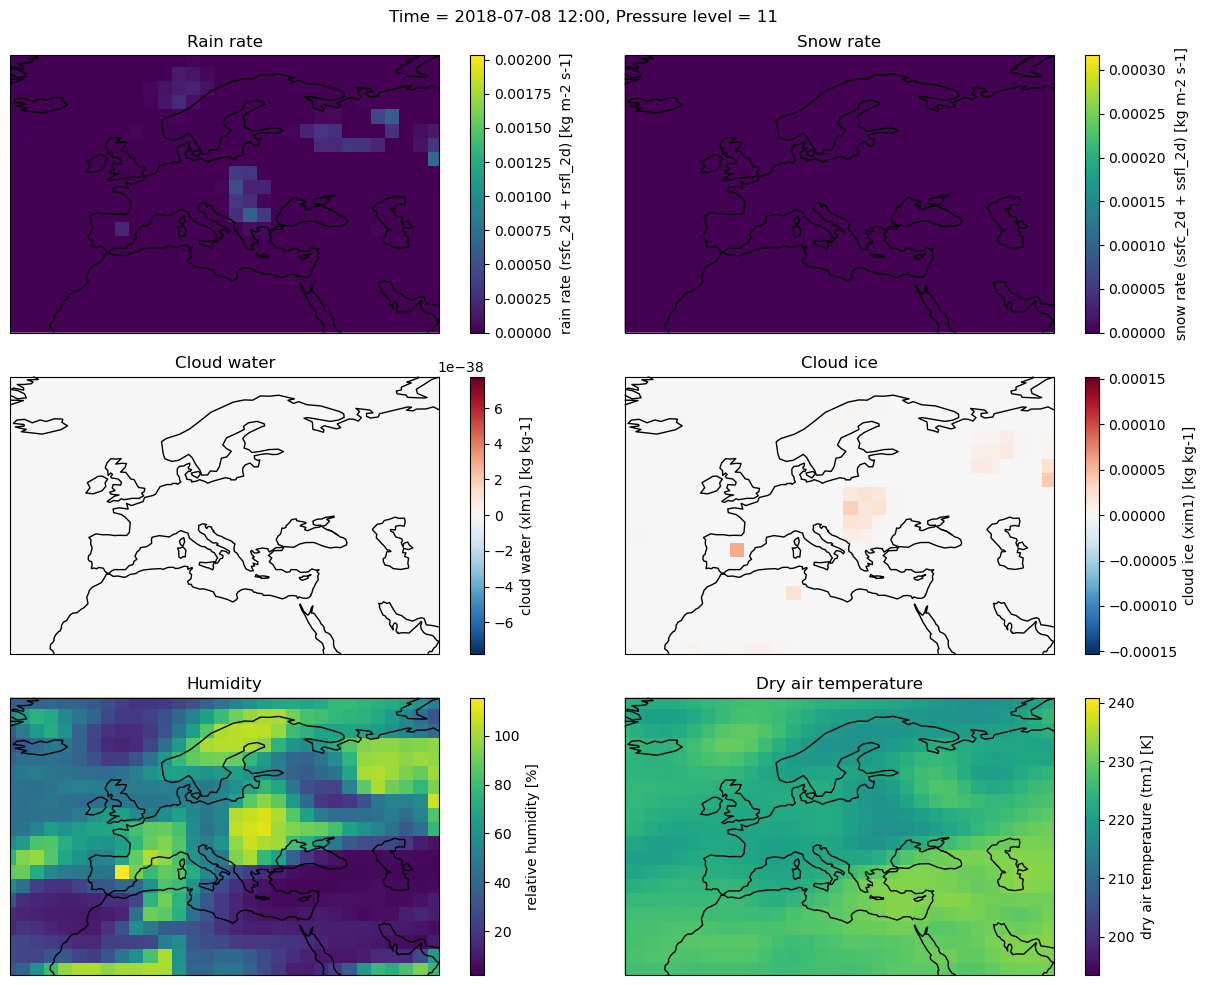 Time = 2018-07-08 12:00, Pressure level = 11
Rain rate
0.00200
0.00175
0.00150
0.00125
0.00100
0.00075
0.00050
0.00025
0.00000
rain rate (rsfc_2d + rsfl_2d) [kg m-2 s-1]
Snow rate
0.00030
0.00025
0.00020
0.00015
0.00010
0.00005
0.00000
snow rate (ssfc_2d + ssfl_2d) [kg m-2 s-1]
Cloud water
1e−38
6
4
2
0
−2
−4
−6
cloud water (xlm1) [kg kg-1]
Cloud ice
0.00015
0.00010
0.00005
0.00000
−0.00005
−0.00010
−0.00015
cloud ice (xim1) [kg kg-1]
Humidity
100
80
60
40
20
relative humidity [%]
Dry air temperature
240
230
220
210
200
dry air temperature (tm1) [K]